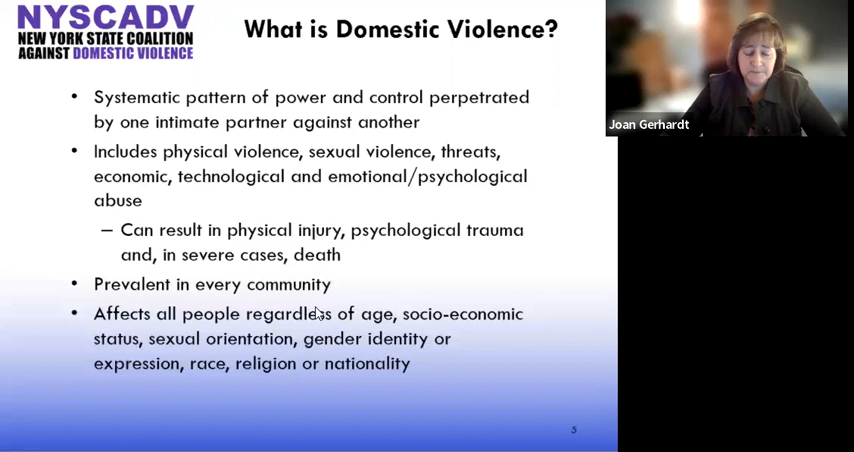 NYSCADV
NEW YORK STATE COALITION
AGAINST DOMESTIC VIOLENCE
What is Domestic Violence?
• Systematic pattern of power and control perpetrated
by one intimate partner against another
• Includes physical violence, sexual violence, threats,
economic, technological and emotional/psychological
abuse
– Can result in physical injury, psychological trauma
and, in severe cases, death
• Prevalent in every community
• Affects all people regardless of age, socio-economic
status, sexual orientation, gender identity or
expression, race, religion or nationality
5
Joan Gerhardt